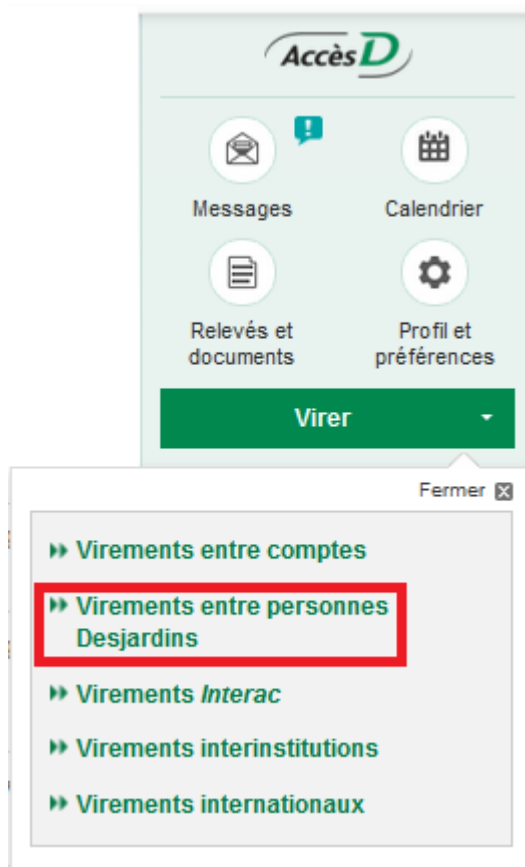 AccèsD
Messages
Calendrier
Relevés et
documents
Profil et
préférences
Virer
Fermer
Virements entre comptes
Virements entre personnes
Desjardins
Virements Interac
Virements interinstitutions
Virements internationaux